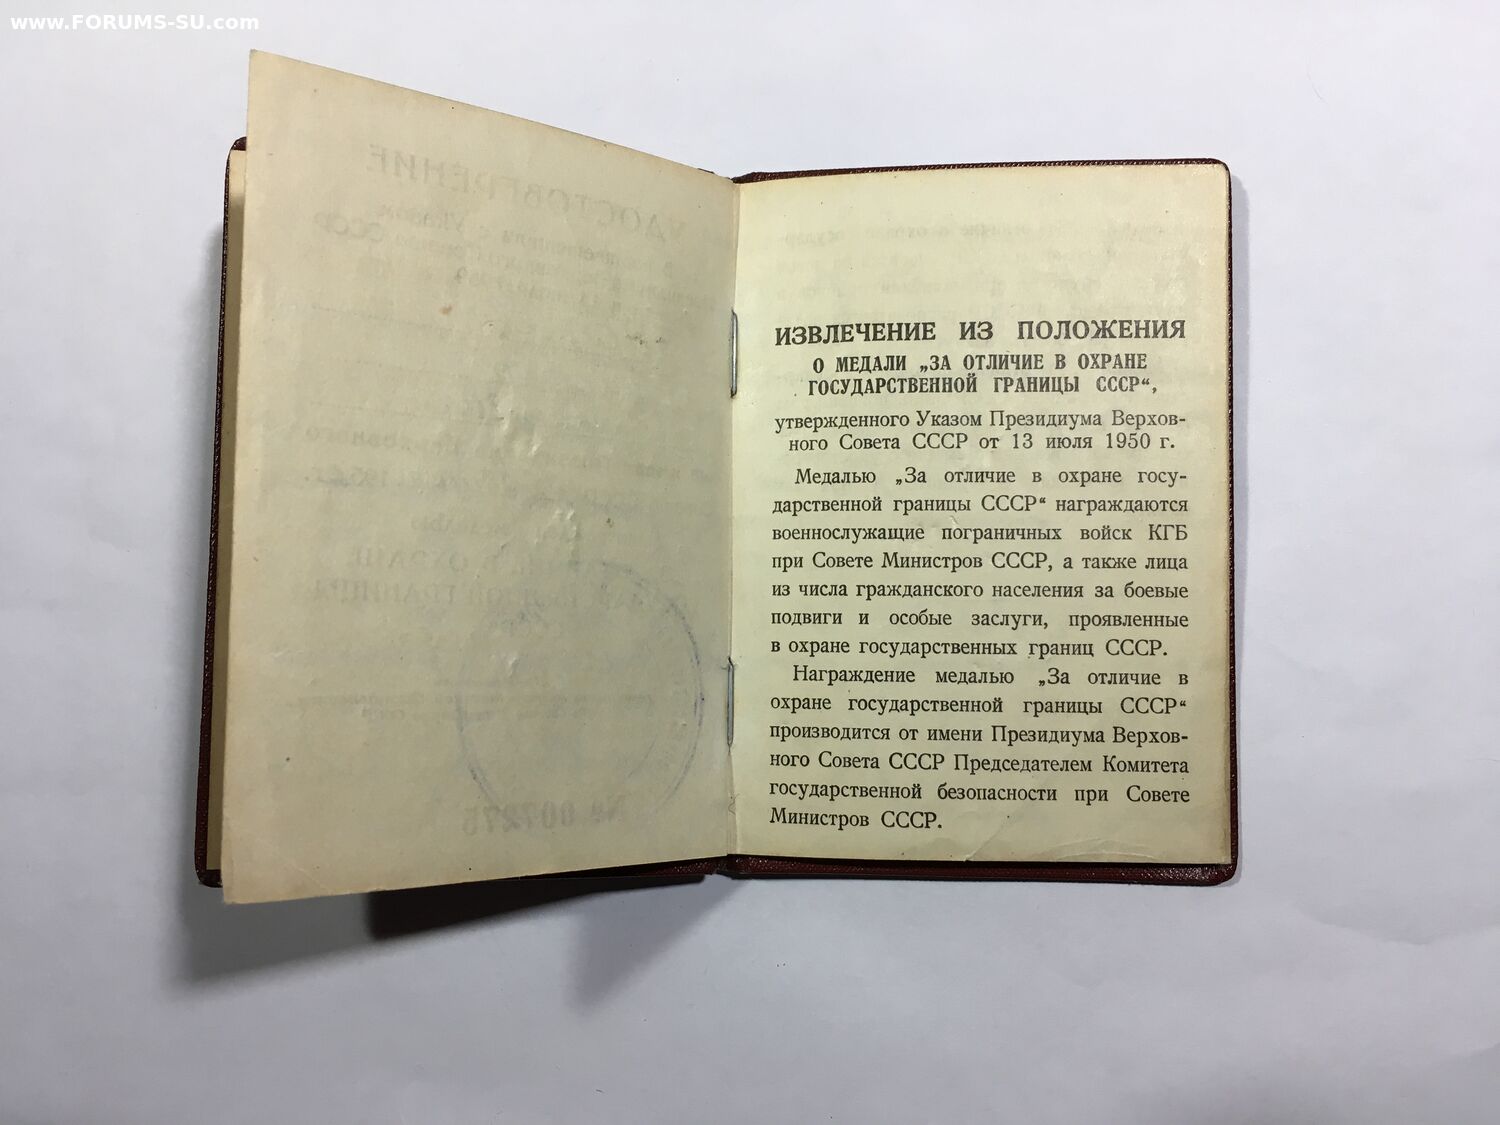 www.FORUMS-SU.com
УДОСТОВЕРЕНИЕ
№ 007275
ИЗВЛЕЧЕНИЕ ИЗ ПОЛОЖЕНИЯ
О МЕДАЛИ „ЗА ОТЛИЧИЕ В ОХРАНЕ
ГОСУДАРСТВЕННОЙ ГРАНИЦЫ СССР“,
утвержденного Указом Президиума Верхов-
ного Совета СССР от 13 июля 1950 г.
Медалью „За отличие в охране госу-
дарственной границы СССР“ награждаются
военнослужащие пограничных войск КГБ
при Совете Министров СССР, а также лица
из числа гражданского населения за боевые
подвиги и особые заслуги, проявленные
в охране государственных границ СССР.
Награждение медалью „За отличие в
охране государственной границы СССР“
производится от имени Президиума Верхов-
ного Совета СССР Председателем Комитета
государственной безопасности при Совете
Министров СССР.